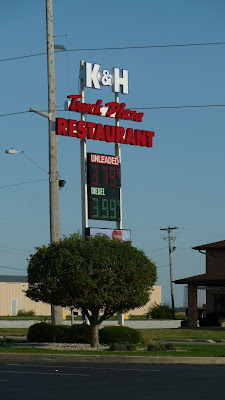 K & H
Truck Plaza
RESTAURANT
UNLEADED
DIESEL
3.99